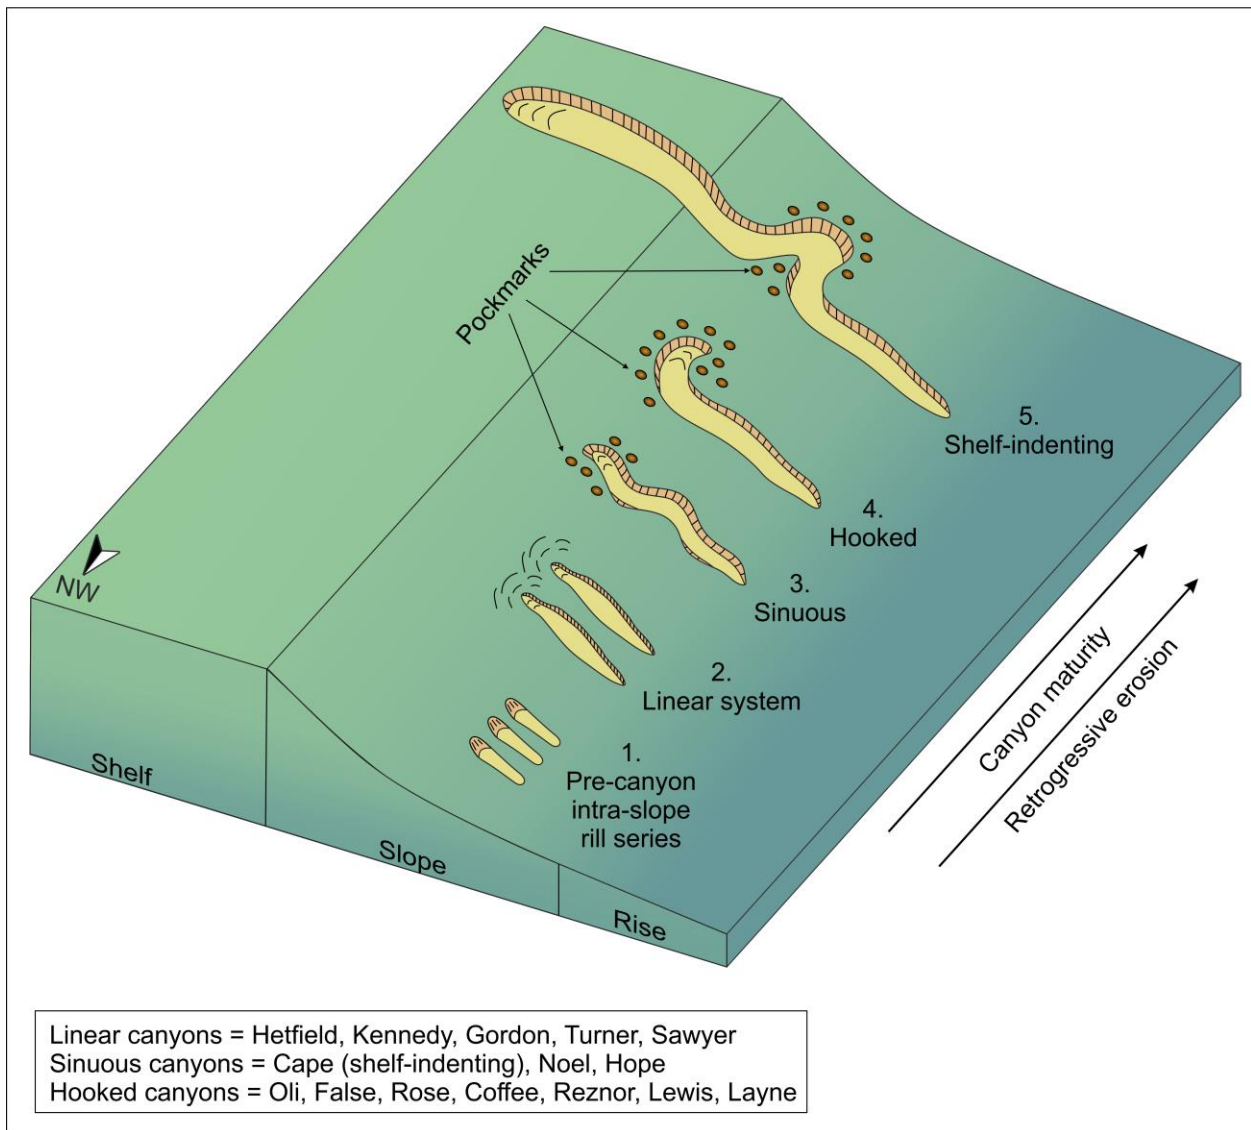 Pockmarks
5.
Shelf-indenting
4.
Hooked
3.
Sinuous
2.
Linear system
1.
Pre-canyon
intra-slope
rill series
NW
Shelf
Slope
Rise
Canyon maturity
Retrogressive erosion
Linear canyons = Hetfield, Kennedy, Gordon, Turner, Sawyer
Sinuous canyons = Cape (shelf-indenting), Noel, Hope
Hooked canyons = Oli, False, Rose, Coffee, Reznor, Lewis, Layne